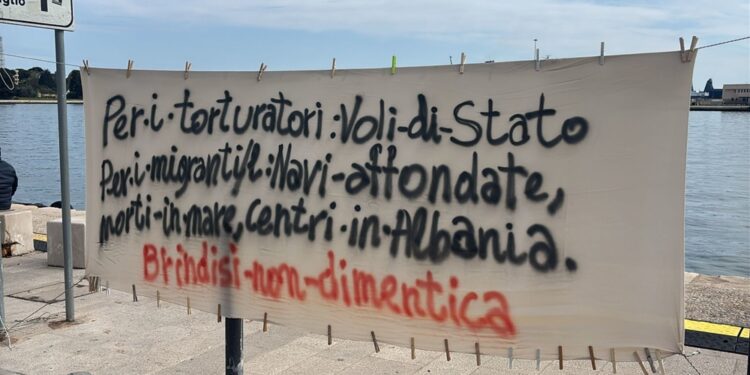 Per i torturatori: Voli-di-Stato
Per-i-migranti: Navi-affondate,
morti-in mare, Centri-in-Albania.
Brindisi-non-dimentica